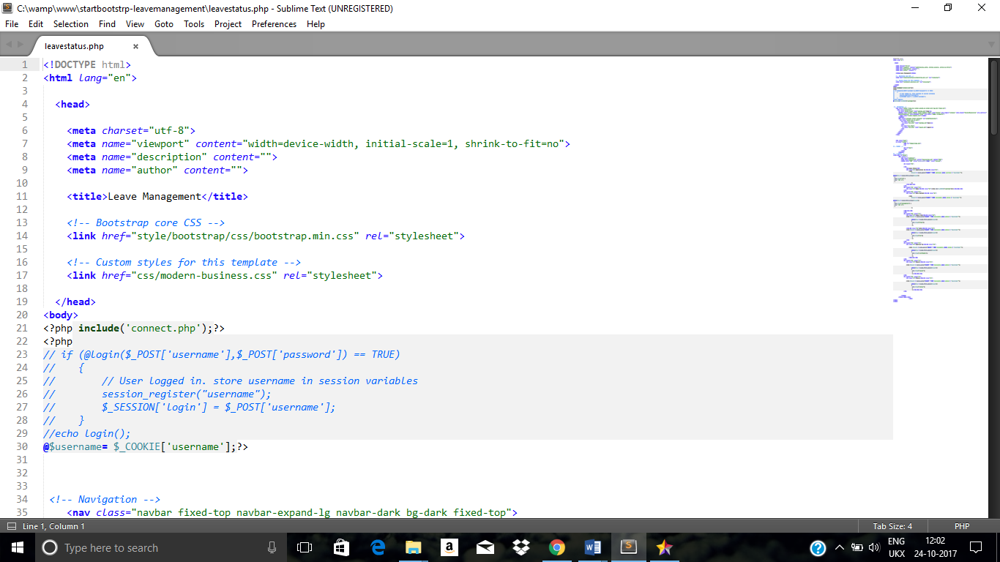 C:\wamp\www\startbootstrp-leavemanagement\leavestatus.php - Sublime Text (UNREGISTERED)
File Edit Selection Find View Goto Tools Project Preferences Help
leavestatus.php ×
1 <!DOCTYPE html>
2 <html lang="en">
3
4 <head>
5
6 <meta charset="utf-8">
7 <meta name="viewport" content="width=device-width, initial-scale=1, shrink-to-fit=no">
8 <meta name="description" content="">
9 <meta name="author" content="">
10
11 <title>Leave Management</title>
12
13 <!-- Bootstrap core CSS -->
14 <link href="style/bootstrap/css/bootstrap.min.css" rel="stylesheet">
15
16 <!-- Custom styles for this template -->
17 <link href="css/modern-business.css" rel="stylesheet">
18
19 </head>
20 <body>
21 <?php include('connect.php');?>
22 <?php
23 // if (@login($_POST['username'],$_POST['password']) == TRUE)
24 // {
25 // // User logged in. store username in session variables
26 // session_register("username");
27 // $_SESSION['login'] = $_POST['username'];
28 // }
29 //echo login();
30 @$username= $_COOKIE['username'];?>
31
32
33
34 <!-- Navigation -->
35 <nav class="navbar fixed-top navbar-expand-lg navbar-dark bg-dark fixed-top">
Line 1, Column 1 Tab Size: 4 PHP
Type here to search
ENG 12:02
UKX 24-10-2017